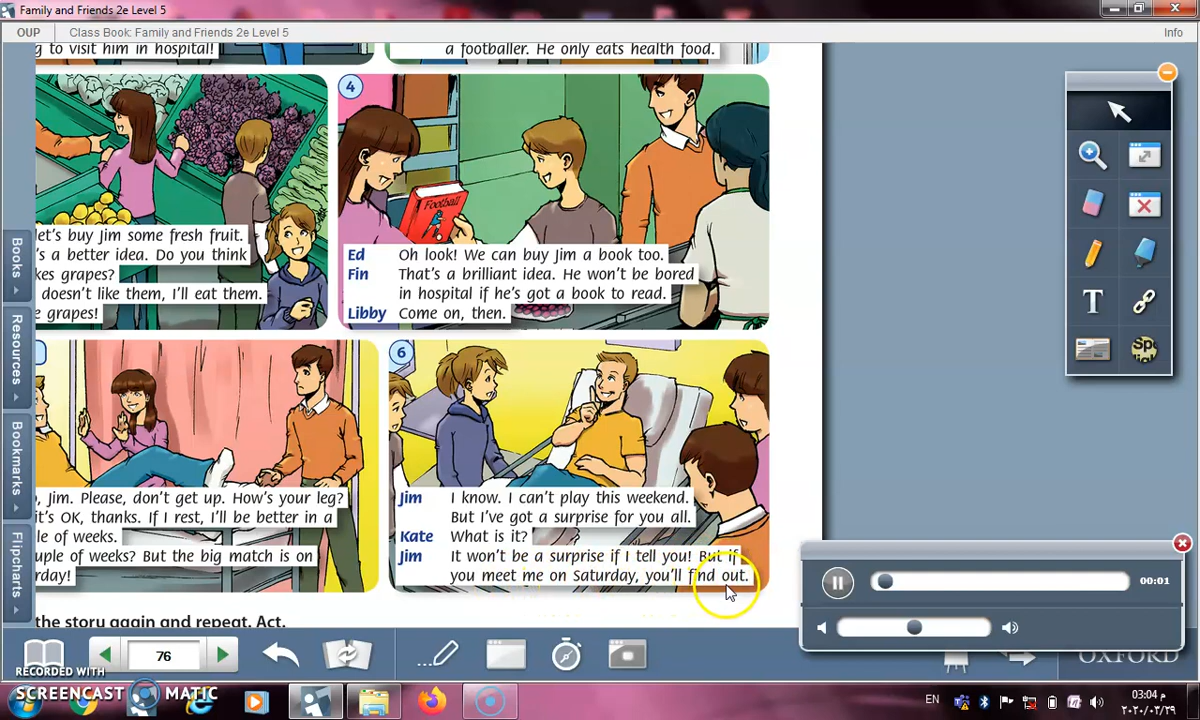 Family and Friends 2e Level 5
OUP Class Book: Family and Friends 2e Level 5 Info
g to visit him in hospital!
a footballer. He only eats health food.
4
Football
let's buy Jim some fresh fruit.
's a better idea. Do you think
kes grapes?
doesn't like them, I'll eat them.
e grapes!
Ed Oh look! We can buy Jim a book too.
Fin That's a brilliant idea. He won't be bored
in hospital if he's got a book to read.
Libby Come on, then.
6
, Jim. Please, don't get up. How's your leg?
it's OK, thanks. If I rest, I'll be better in a
le of weeks.
uple of weeks? But the big match is on
rday!
Jim I know. I can't play this weekend.
But I've got a surprise for you all.
Kate What is it?
Jim It won't be a surprise if I tell you! But if
you meet me on Saturday, you'll find out.
the story again and repeat. Act.
Books
Resources
Bookmarks
Flipcharts
T
Spo
00:01
76
OXFORD
RECORDED WITH
SCREENCAST MATIC
EN
03:04 م
٢٠٢٠/٠٣/٢٩